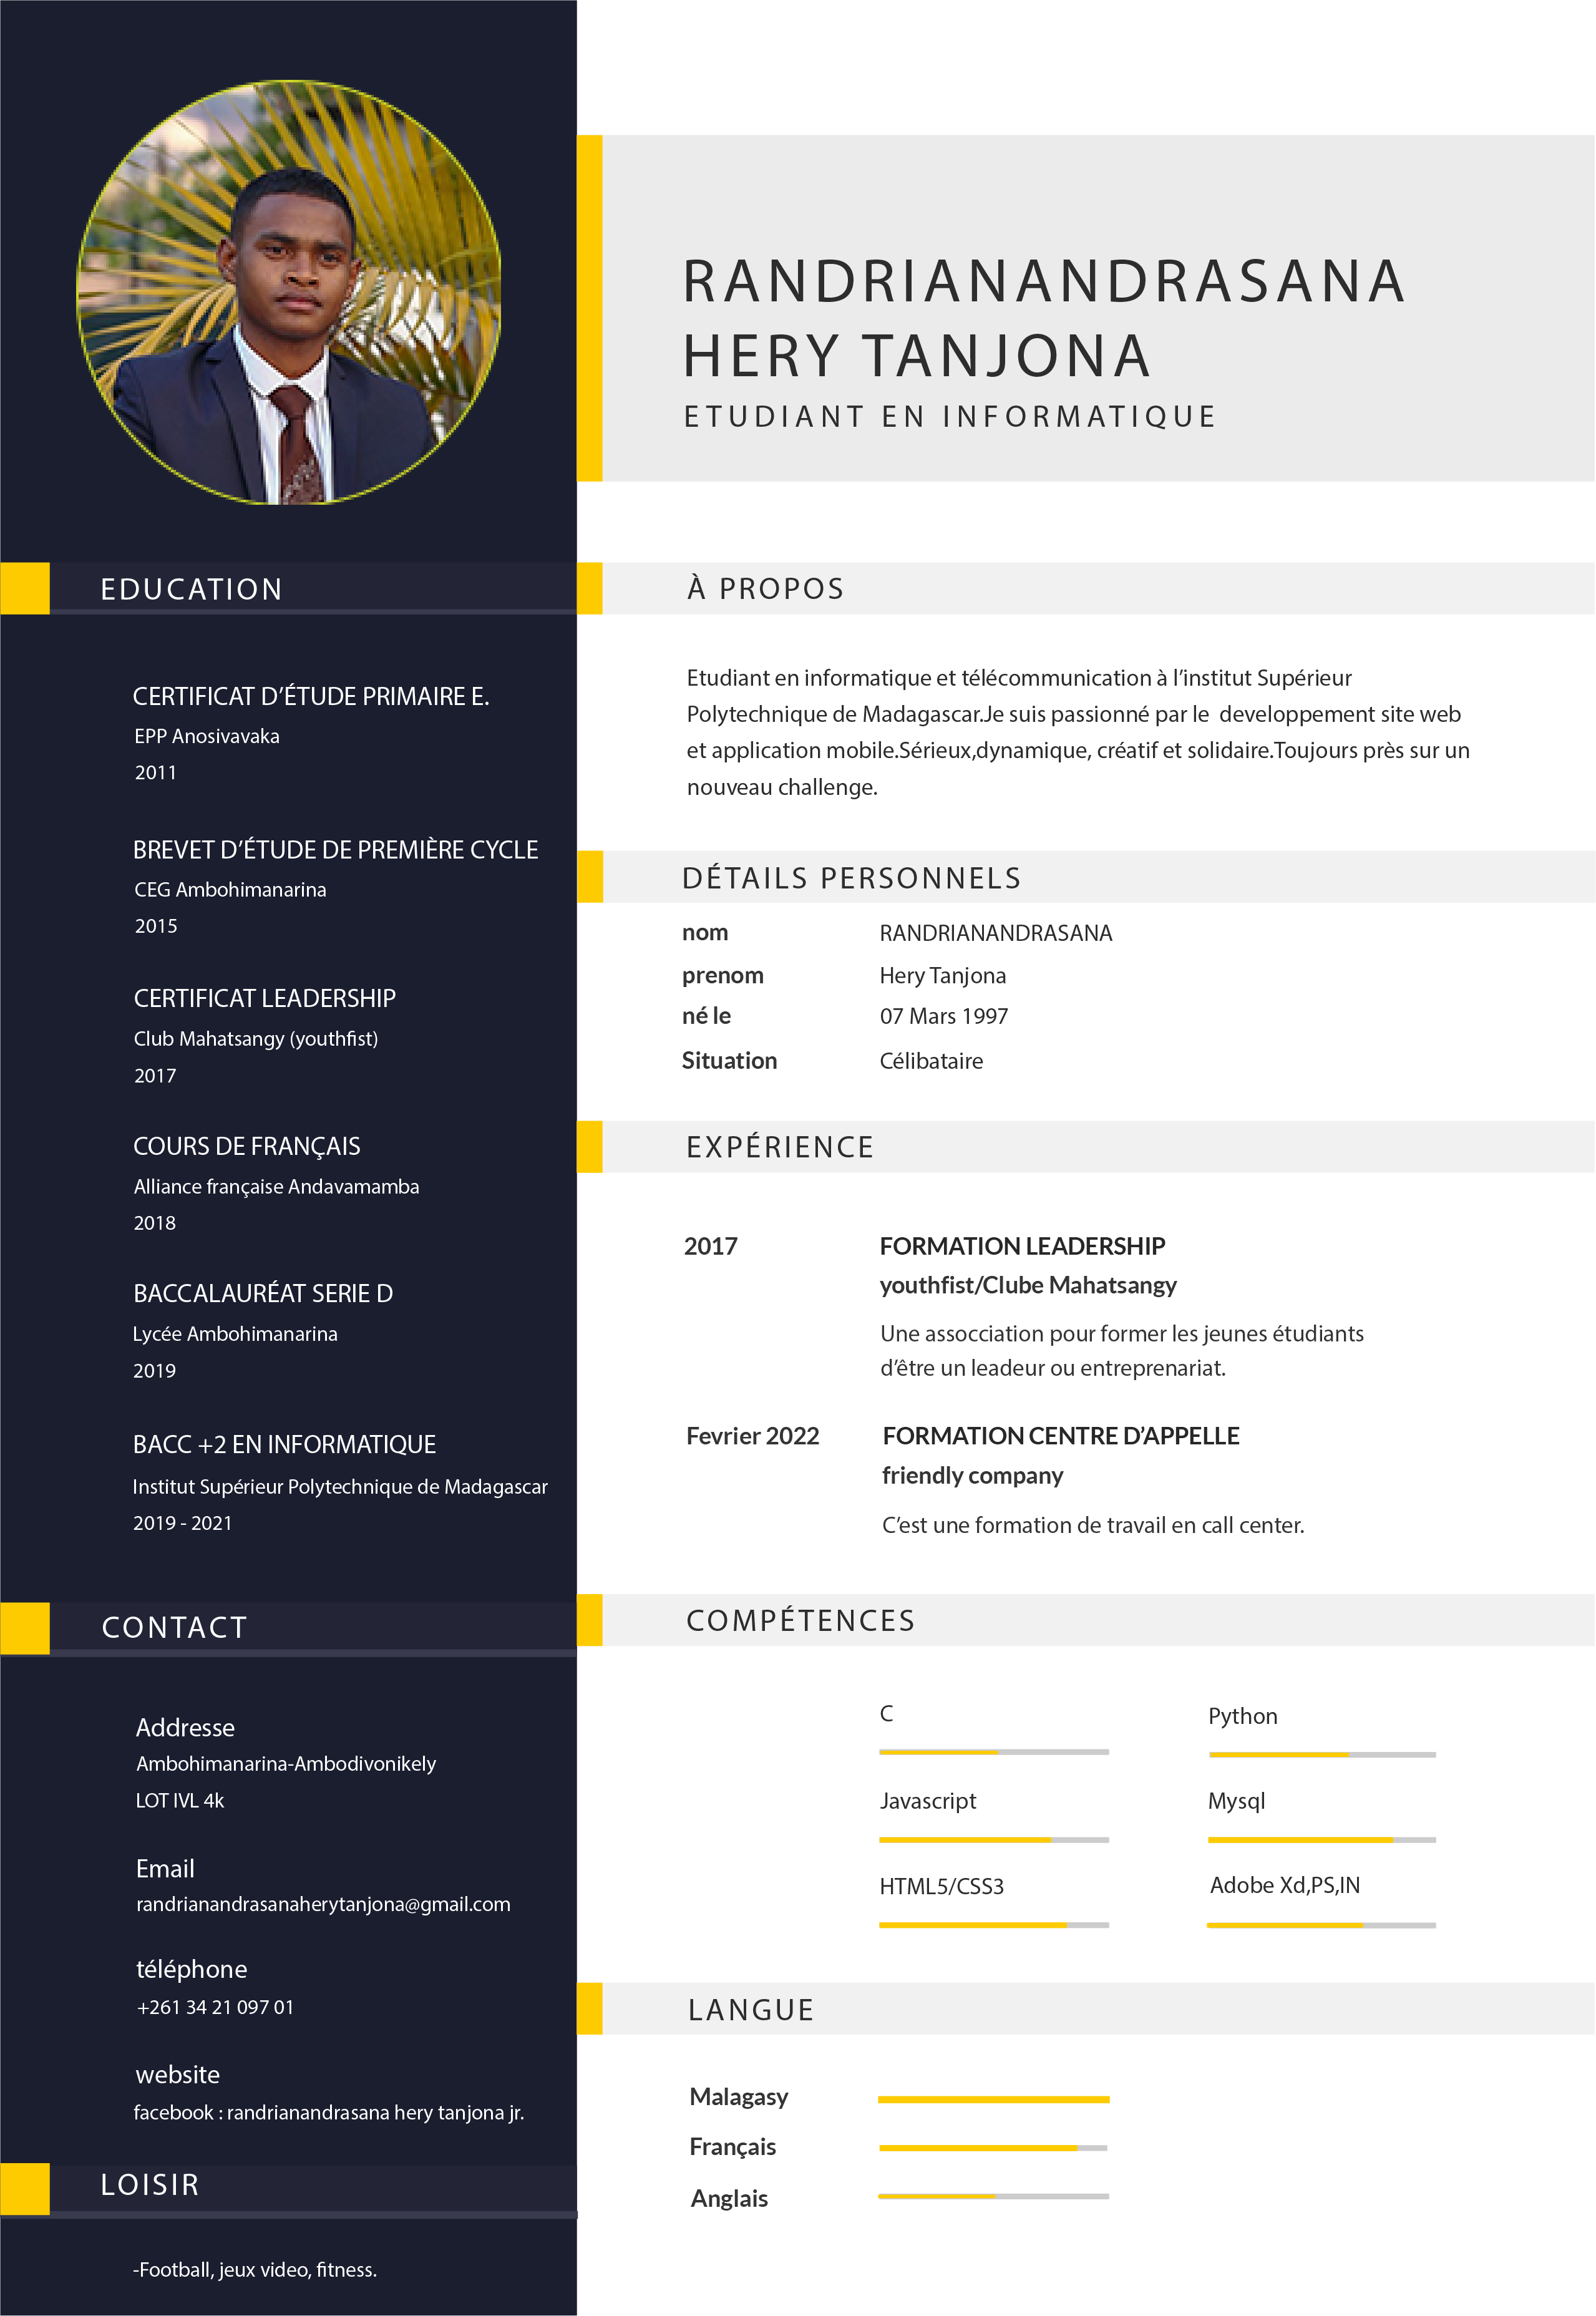 RANDRIANANDRASANA
HERY TANJONA
ETUDIANT EN INFORMATIQUE
EDUCATION
CERTIFICAT D’ÉTUDE PRIMAIRE E.
EPP Anosivavaka
2011
BREVET D’ÉTUDE DE PREMIÈRE CYCLE
CEG Ambohimanarina
2015
CERTIFICAT LEADERSHIP
Club Mahatsangy (youthfist)
2017
COURS DE FRANÇAIS
Alliance française Andavamamba
2018
BACCALAURÉAT SERIE D
Lycée Ambohimanarina
2019
BACC +2 EN INFORMATIQUE
Institut Supérieur Polytechnique de Madagascar
2019 - 2021
CONTACT
Addresse
Ambohimanarina-Ambodivonikely
LOT IVL 4k
Email
randrianandrasanaherytanjona@gmail.com
téléphone
+261 34 21 097 01
website
facebook : randrianandrasana hery tanjona jr.
LOISIR
-Football, jeux video, fitness.
À PROPOS
Etudiant en informatique et télécommunication à l’institut Supérieur
Polytechnique de Madagascar.Je suis passionné par le  developpement site web
et application mobile.Sérieux,dynamique, créatif et solidaire.Toujours près sur un
nouveau challenge.
DÉTAILS PERSONNELS
nom RANDRIANANDRASANA
prenom Hery Tanjona
né le 07 Mars 1997
Situation Célibataire
EXPÉRIENCE
2017 FORMATION LEADERSHIP
youthfist/Clube Mahatsangy
Une assocciation pour former les jeunes étudiants
d’être un leadeur ou entreprenariat.
Fevrier 2022 FORMATION CENTRE D’APPELLE
friendly company
C’est une formation de travail en call center.
COMPÉTENCES
C Python
Javascript Mysql
HTML5/CSS3 Adobe Xd,PS,IN
LANGUE
Malagasy
Français
Anglais